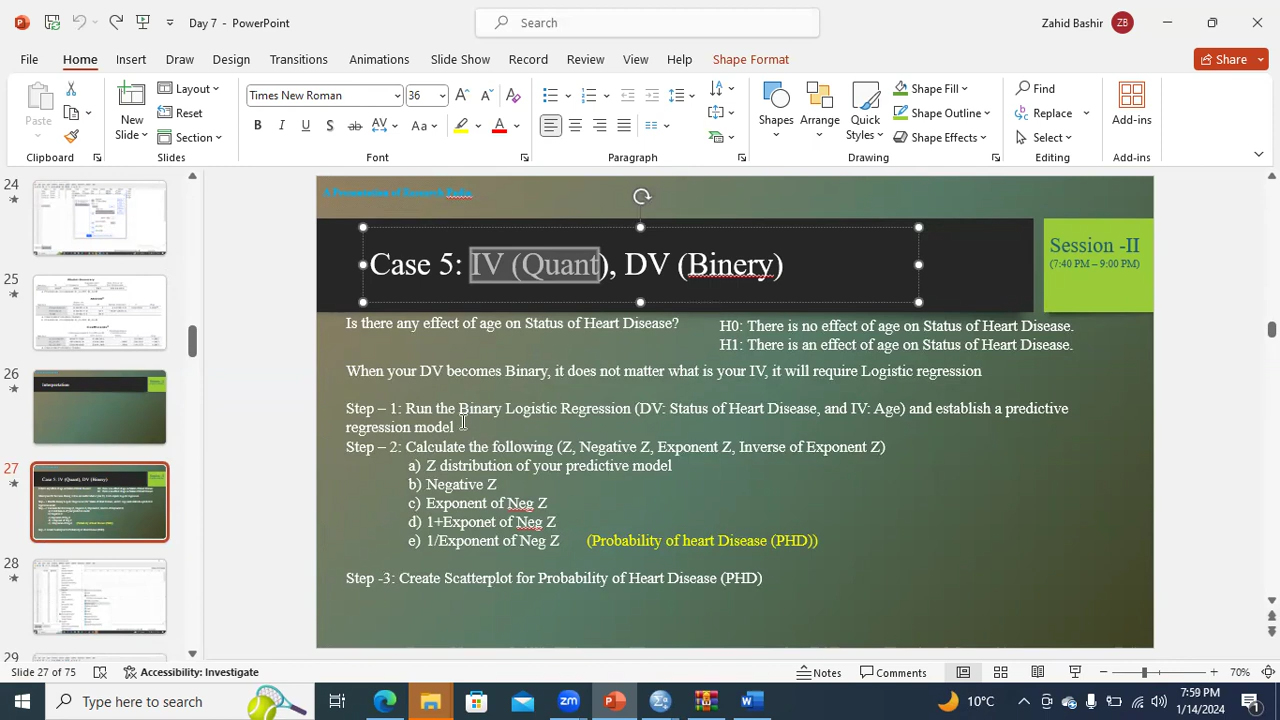 Day 7 - PowerPoint
Search
Zahid Bashir
ZB
File
Home
Insert
Draw
Design
Transitions
Animations
Slide Show
Record
Review
View
Help
Shape Format
Share
Paste
Clipboard
New
Slide
Layout
Reset
Section
Slides
Times New Roman
36
Font
Paragraph
Shapes
Arrange
Quick
Styles
Shape Fill
Shape Outline
Shape Effects
Drawing
Find
Replace
Select
Editing
Add-ins
Add-ins
24
25
26
27
28
29
Case 5: IV (Quant), DV (Binery)
Session -II
(7:40 PM – 9:00 PM)
Is there any effect of age on Status of Heart Disease?
H0: There is no effect of age on Status of Heart Disease.
H1: There is an effect of age on Status of Heart Disease.
When your DV becomes Binary, it does not matter what is your IV, it will require Logistic regression
Step – 1: Run the Binary Logistic Regression (DV: Status of Heart Disease, and IV: Age) and establish a predictive
regression model
Step – 2: Calculate the following (Z, Negative Z, Exponent Z, Inverse of Exponent Z)
a) Z distribution of your predictive model
b) Negative Z
c) Exponent of Neg Z
d) 1+Exponet of Neg Z
e) 1/Exponent of Neg Z (Probability of heart Disease (PHD))
Step -3: Create Scatterplot for Probability of Heart Disease (PHD)
Slide 27 of 75
Accessibility: Investigate
Notes
Comments
70%
Type here to search
10°C
7:59 PM
1/14/2024